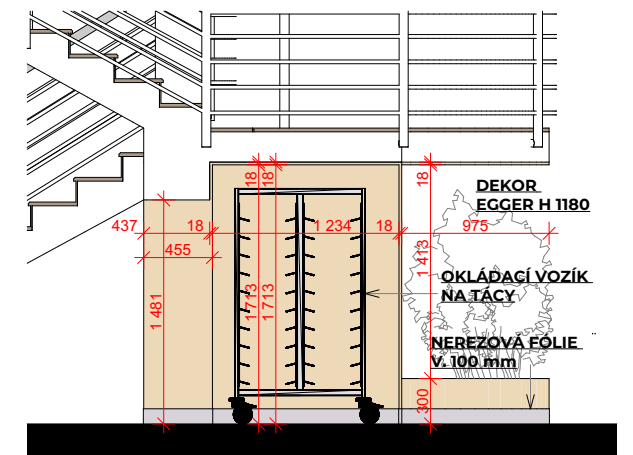 DEKOR
EGGER H 1180
437
18
1 234
18
975
455
18
18
18
1 413
OKLÁDACÍ VOZÍK
NA TÁCY
1 481
1 713
1 713
NEREZOVÁ FÓLIE
V. 100 mm
300